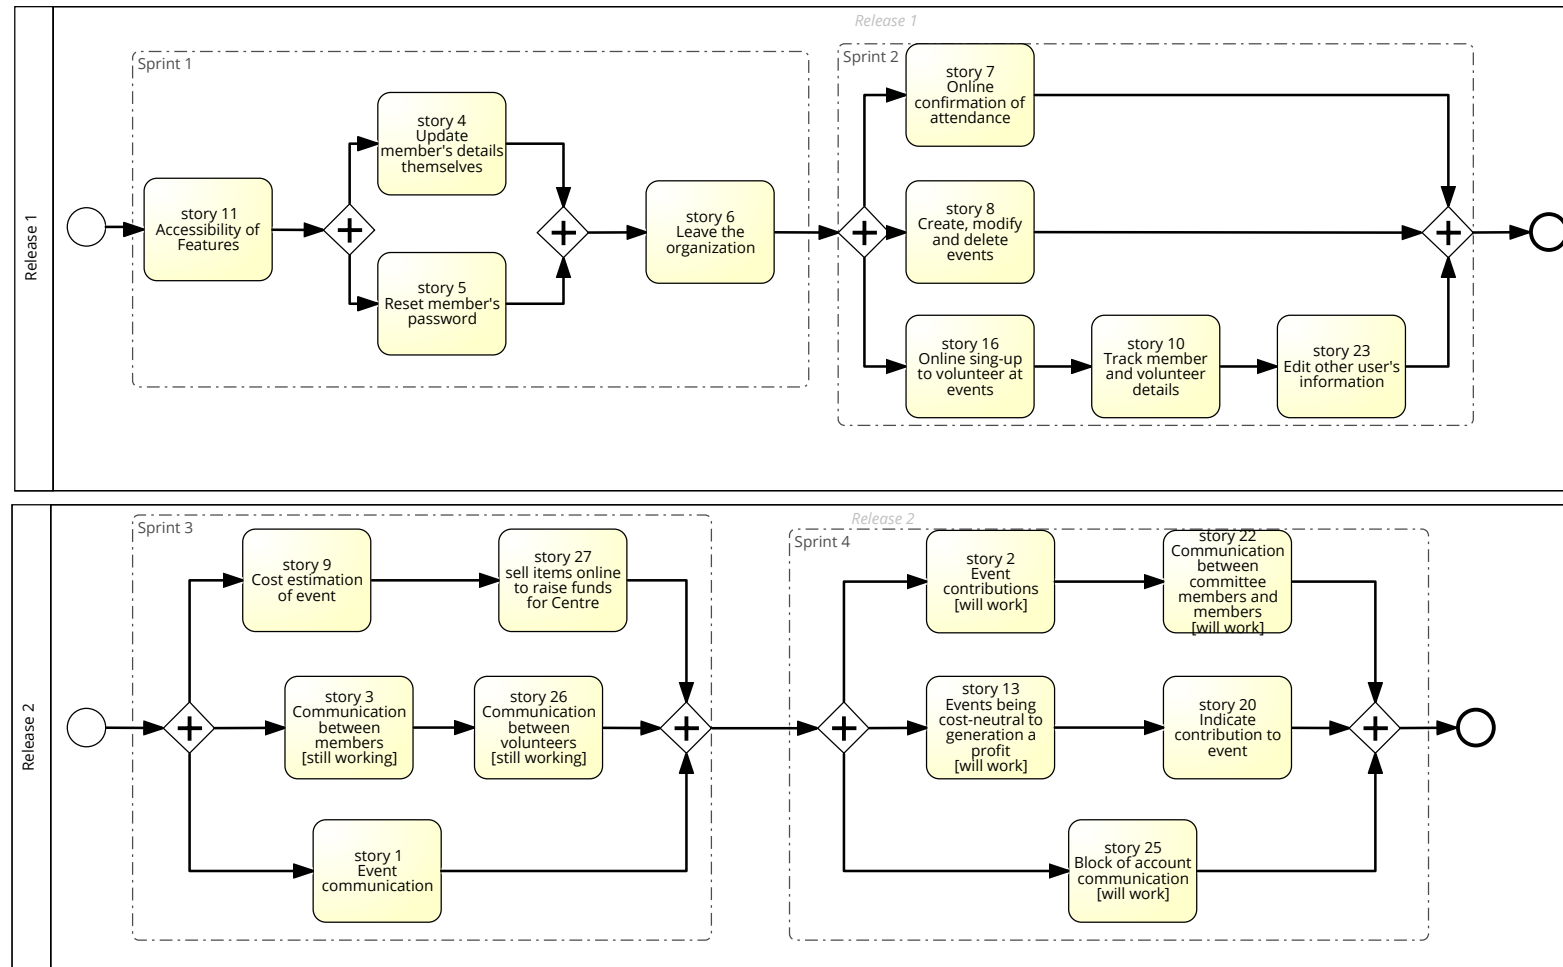 Release 1
Release 1
Sprint 1
story 11
Accessibility of
Features
story 4
Update
member's details
themselves
story 5
Reset member's
password
story 6
Leave the
organization
Sprint 2
story 7
Online
confirmation of
attendance
story 8
Create, modify
and delete
events
story 16
Online sing-up
to volunteer at
events
story 10
Track member
and volunteer
details
story 23
Edit other user's
information
Release 2
Release 2
Sprint 3
story 9
Cost estimation
of event
story 27
sell items online
to raise funds
for Centre
story 3
Communication
between
members
[still working]
story 26
Communication
between
volunteers
[still working]
story 1
Event
communication
Sprint 4
story 2
Event
contributions
[will work]
story 22
Communication
between
committee
members and
members
[will work]
story 13
Events being
cost-neutral to
generation a
profit
[will work]
story 20
Indicate
contribution to
event
story 25
Block of account
communication
[will work]